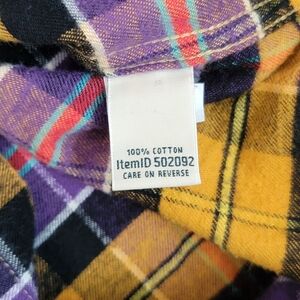 100% COTTON
ItemID 502092
CARE ON REVERSE